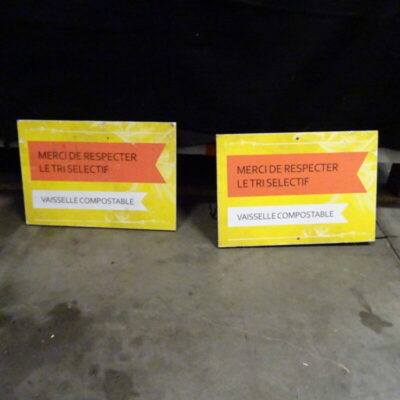 MERCI DE RESPECTER
LE TRI SELECTIF
VAISSELLE COMPOSTABLE
MERCI DE RESPECTER
LE TRI SELECTIF
VAISSELLE COMPOSTABLE